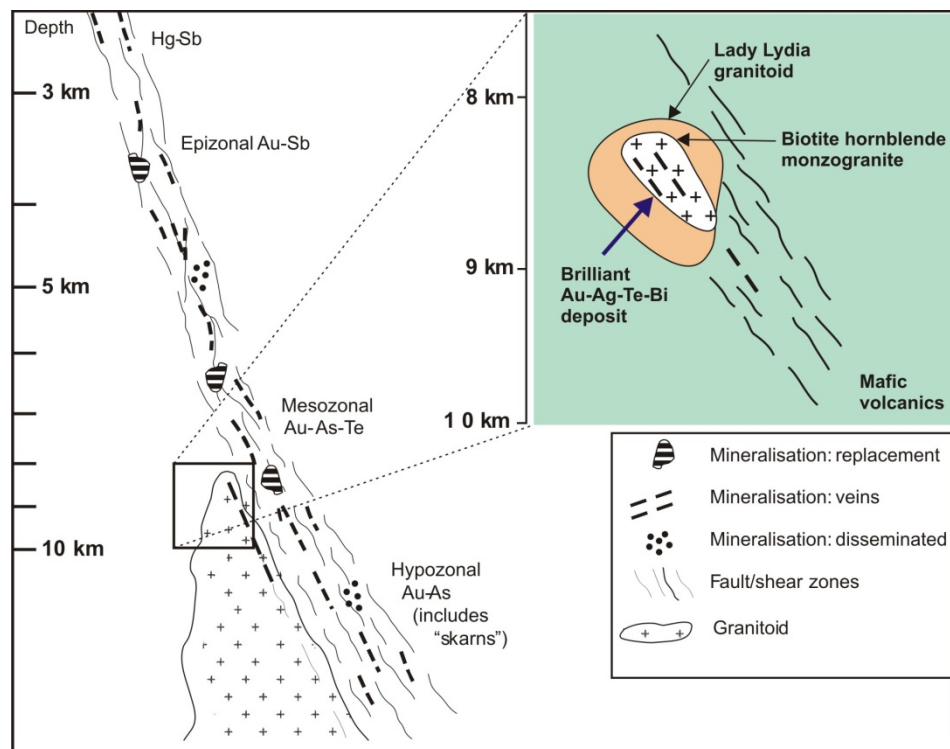 Depth
Hg-Sb
3 km
Epizonal Au-Sb
5 km
Mesozonal
Au-As-Te
10 km
Hypozonal
Au-As
(includes
“skarns”)
8 km
9 km
1 0 km
Lady Lydia
granitoid
Biotite hornblende
monzogranite
Brilliant
Au-Ag-Te-Bi
deposit
Mafic
volcanics
Mineralisation: replacement
Mineralisation: veins
Mineralisation: disseminated
Fault/shear zones
Granitoid